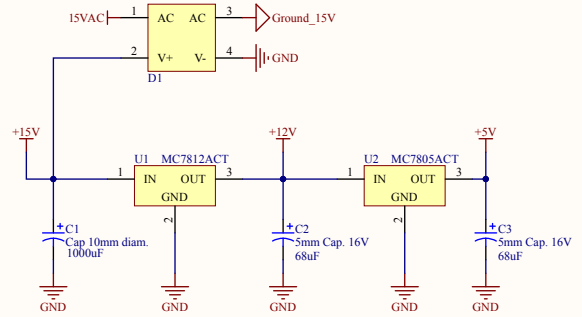 15VAC 1 AC AC 3 Ground_15V
2 V+ V- 4 GND
D1
+15V +12V +5V
U1 MC7812ACT U2 MC7805ACT
1 IN OUT 3 1 IN OUT 3
GND GND
2 2
C1 C2 C3
Cap 10mm diam. 5mm Cap. 16V 5mm Cap. 16V
1000uF 68uF 68uF
GND GND GND GND GND